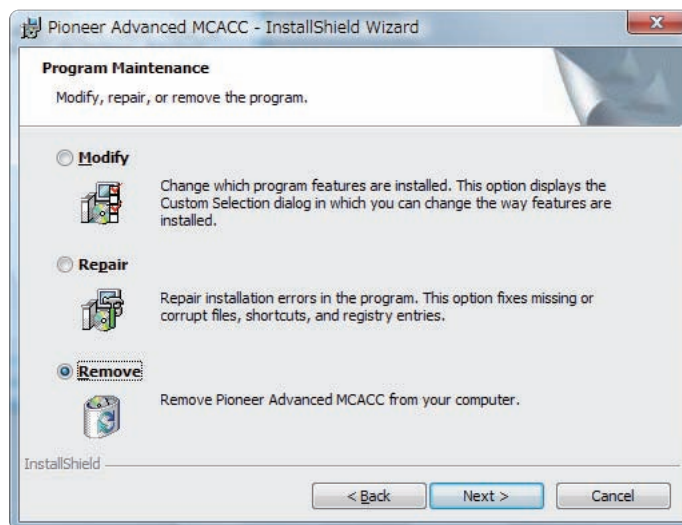 Pioneer Advanced MCACC - InstallShield Wizard
Program Maintenance
Modify, repair, or remove the program.
Modify
Change which program features are installed. This option displays the
Custom Selection dialog in which you can change the way features are
installed.
Repair
Repair installation errors in the program. This option fixes missing or
corrupt files, shortcuts, and registry entries.
Remove
Remove Pioneer Advanced MCACC from your computer.
InstallShield
< Back Next > Cancel